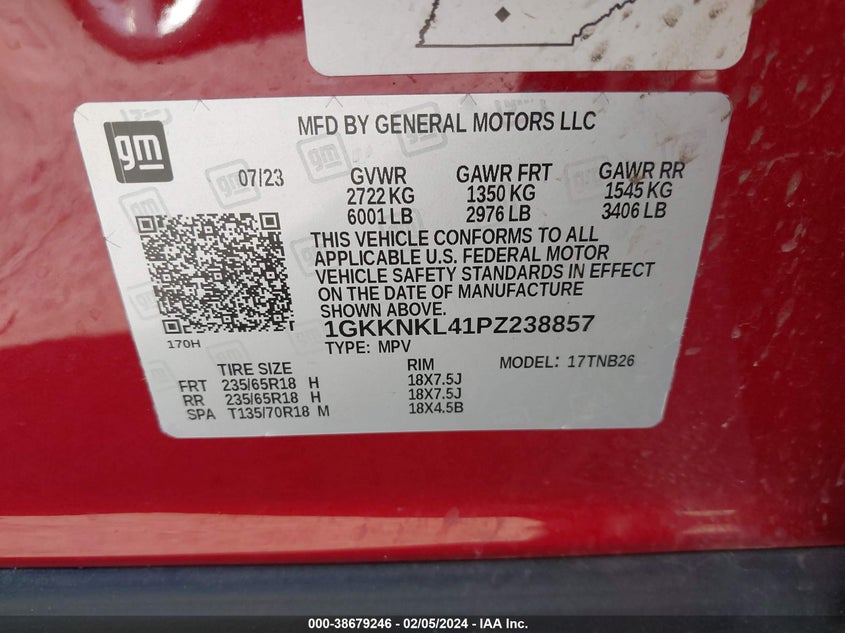 gm
MFD BY GENERAL MOTORS LLC
07/23
GVWR GAWR FRT GAWR RR
2722 KG 1350 KG 1545 KG
6001 LB 2976 LB 3406 LB
THIS VEHICLE CONFORMS TO ALL
APPLICABLE U.S. FEDERAL MOTOR
VEHICLE SAFETY STANDARDS IN EFFECT
ON THE DATE OF MANUFACTURE
SHOWN ABOVE.
170H
1GKKNKL41PZ238857
TYPE: MPV MODEL: 17TNB26
TIRE SIZE RIM
FRT 235/65R18 H 18X7.5J
RR 235/65R18 H 18X7.5J
SPA T135/70R18 M 18X4.5B
000-38679246 - 02/05/2024 - IAA Inc.